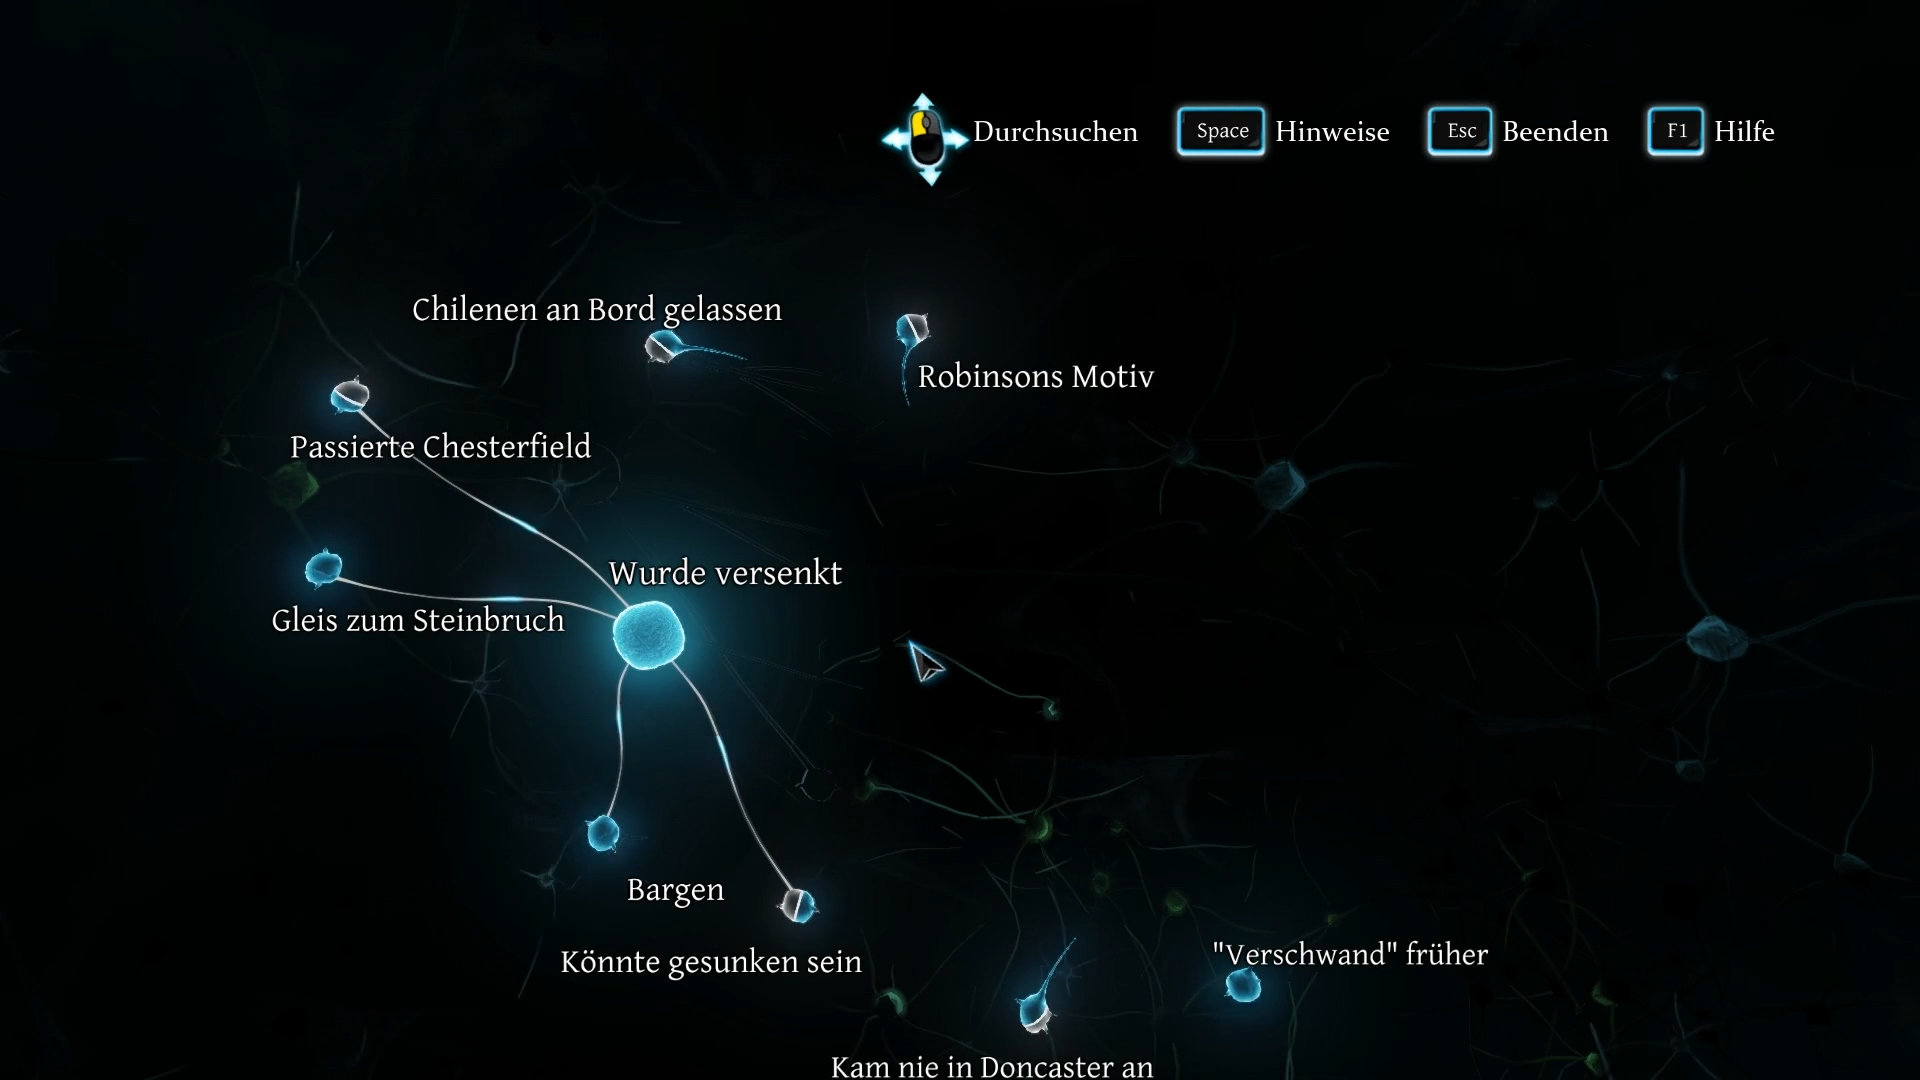 Durchsuchen Space Hinweise Esc Beenden F1 Hilfe
Chilenen an Bord gelassen
Robinsons Motiv
Passierte Chesterfield
Wurde versenkt
Gleis zum Steinbruch
Bargen
Könnte gesunken sein
"Verschwand" früher
Kam nie in Doncaster an